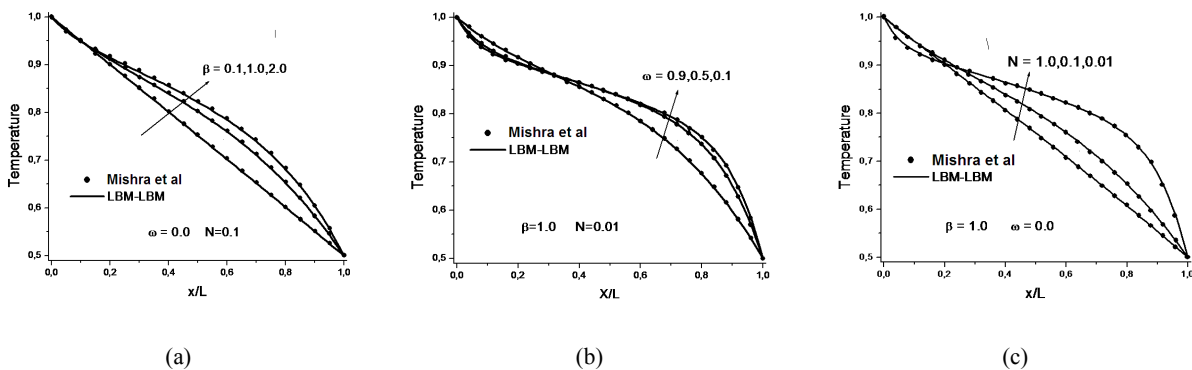 1,0
0,9
0,8
0,7
0,6
0,5
Temperature
β = 0.1,1.0,2.0
Mishra et al
LBM-LBM
ω = 0.0 N=0.1
0,0 0,2 0,4 0,6 0,8 1,0
x/L
(a)
1,0
0,9
0,8
0,7
0,6
0,5
Temperature
ω = 0.9,0.5,0.1
Mishra et al
LBM-LBM
β=1.0 N=0.01
0,0 0,2 0,4 0,6 0,8 1,0
X/L
(b)
1,0
0,9
0,8
0,7
0,6
0,5
Temperature
N = 1.0,0.1,0.01
Mishra et al
LBM-LBM
β = 1.0 ω = 0.0
0,0 0,2 0,4 0,6 0,8 1,0
x/L
(c)